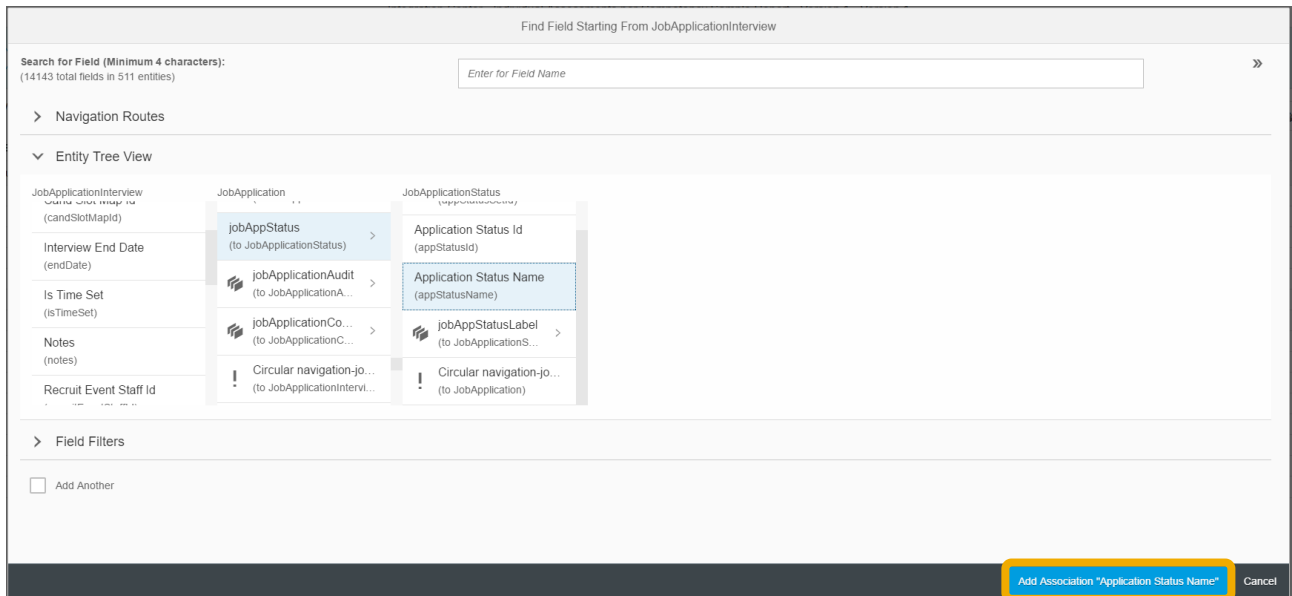 Find Field Starting From JobApplicationInterview
Search for Field (Minimum 4 characters):
(14143 total fields in 511 entities)
Enter for Field Name
»
Navigation Routes
Entity Tree View
JobApplicationInterview
(candSlotMapId)
Interview End Date
(endDate)
Is Time Set
(isTimeSet)
Notes
(notes)
Recruit Event Staff Id
JobApplication
jobAppStatus
(to JobApplicationStatus)
jobApplicationAudit
(to JobApplicationA...
jobApplicationCo...
(to JobApplicationC...
Circular navigation-jo...
(to JobApplicationIntervi...
JobApplicationStatus
Application Status Id
(appStatusId)
Application Status Name
(appStatusName)
jobAppStatusLabel
(to JobApplicationS...
Circular navigation-jo...
(to JobApplication)
Field Filters
Add Another
Add Association "Application Status Name"
Cancel